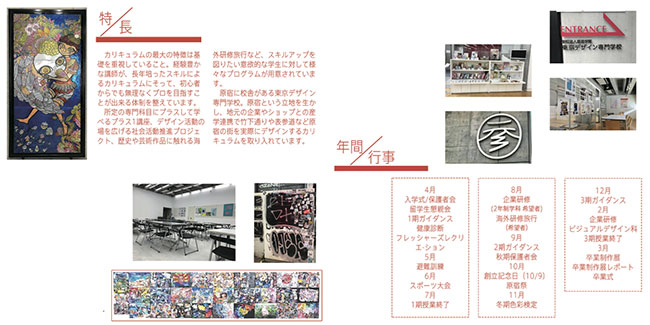 特長
カリキュラムの最大の特徴は基
礎を重視していること。経験豊か
な講師が、長年培ったスキルによ
るカリキュラムにそって、初心者
からでも無理なくプロを目指すこ
とが出来る体制を整えています。
所定の専門科目にプラスして学
べるプラス1講座、デザイン活動の
場を広げる社会活動推進プロジェ
クト、歴史や芸術作品に触れる海
外研修旅行など、スキルアップを
図りたい意欲的な学生に対して様
々なプログラムが用意されていま
す。
原宿に校舎がある東京デザイン
専門学校。原宿という立地を生か
し、地元の企業やショップとの産
学連携で竹下通りや表参道など原
宿の街を実際にデザインするカリ
キュラムを取り入れています。
ENTRANCE
東京デザイン専門学校
年間行事
4月
入学式/保護者会
留学生懇親会
1期ガイダンス
健康診断
フレッシャーズレクリ
エ-ション
5月
避難訓練
6月
スポーツ大会
7月
1期授業終了
8月
企業研修
(2年制学科 希望者)
海外研修旅行
(希望者)
9月
2期ガイダンス
秋期保護者会
10月
創立記念日（10/9）
原宿祭
11月
冬期色彩検定
12月
3期ガイダンス
2月
企業研修
ビジュアルデザイン科
3期授業終了
3月
卒業制作展
卒業制作展レポート
卒業式